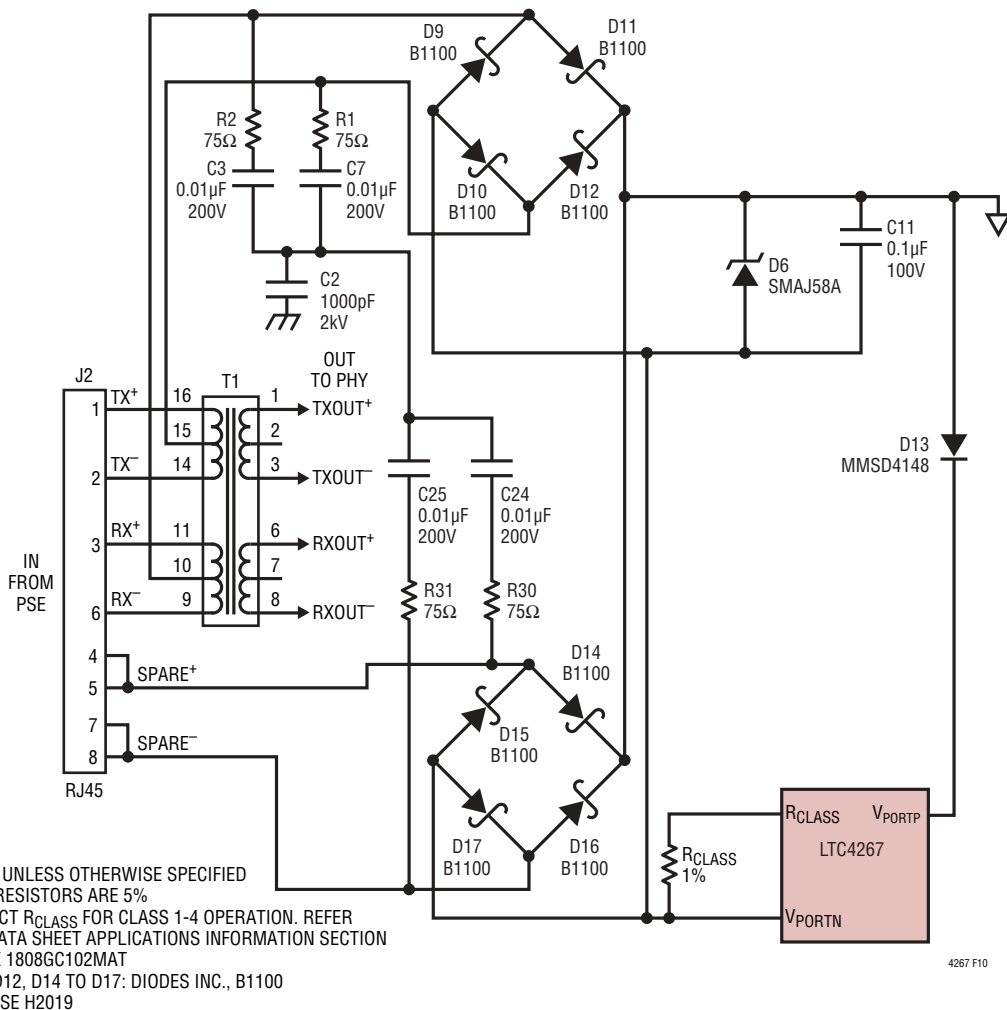 D9
B1100
D11
B1100
R2
75Ω
R1
75Ω
C3
0.01µF
200V
C7
0.01µF
200V
D10
B1100
D12
B1100
C11
0.1µF
100V
D6
SMAJ58A
C2
1000pF
2kV
J2
T1
OUT
TO PHY
1 TX+ 16 1 TXOUT+
15 2
2 TX− 14 3 TXOUT−
3 RX+ 11 6 RXOUT+
10 7
6 RX− 9 8 RXOUT−
IN
FROM
PSE
4
5 SPARE+
7
8 SPARE−
RJ45
D13
MMSD4148
C25
0.01µF
200V
C24
0.01µF
200V
R31
75Ω
R30
75Ω
D14
B1100
D15
B1100
D17
B1100
D16
B1100
RCLASS
1%
RCLASS VPORTP
LTC4267
VPORTN
UNLESS OTHERWISE SPECIFIED
RESISTORS ARE 5%
CT RCLASS FOR CLASS 1-4 OPERATION. REFER
ATA SHEET APPLICATIONS INFORMATION SECTION
1808GC102MAT
D12, D14 TO D17: DIODES INC., B1100
SE H2019
4267 F10